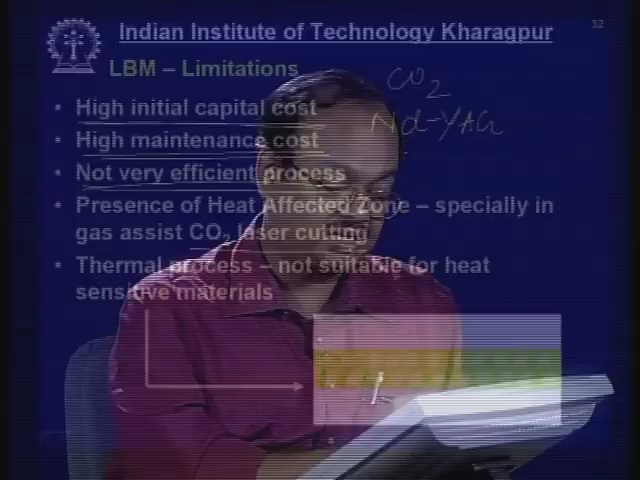 32
Indian Institute of Technology Kharagpur
LBM – Limitations
CO2
• High initial capital cost
Nd-YAG
• High maintenance cost
• Not very efficient process
• Presence of Heat Affected Zone – specially in
gas assist CO2 laser cutting
• Thermal process – not suitable for heat
sensitive materials